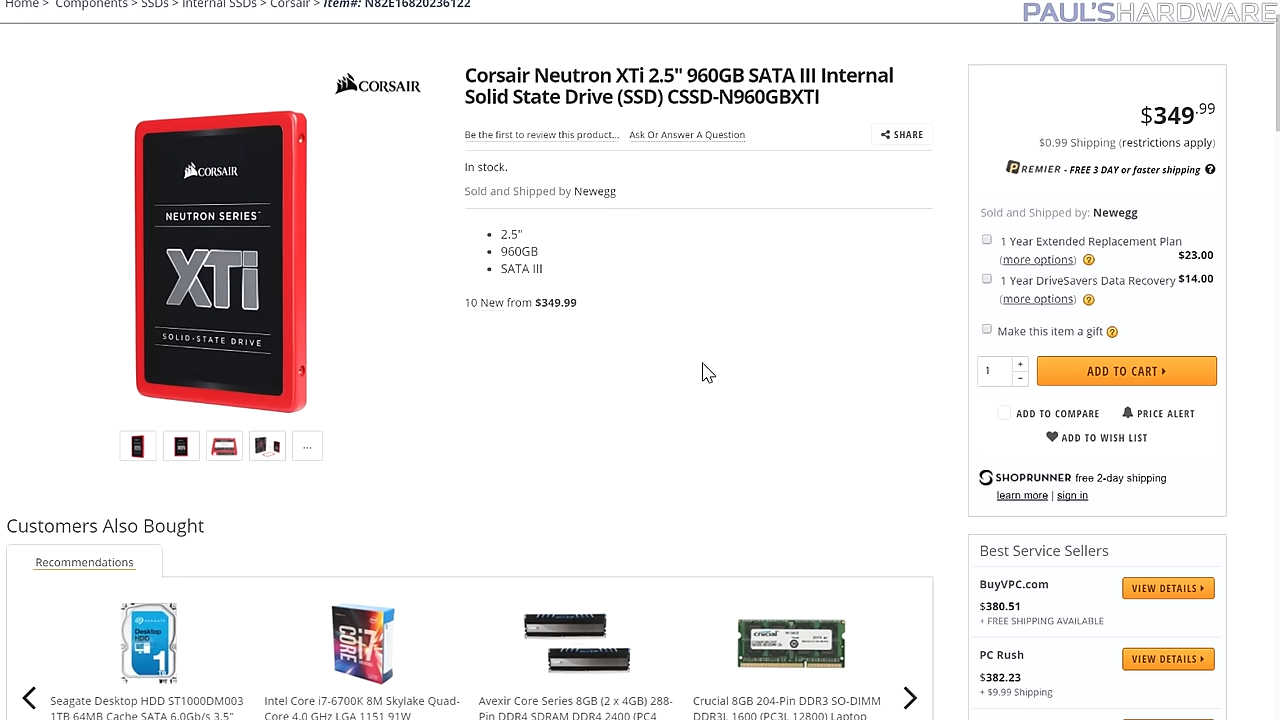 Home > Components > SSDs > Internal SSDs > Corsair > Item#: N82E16820236122
PAUL'SHARDWARE
CORSAIR
Corsair Neutron XTi 2.5" 960GB SATA III Internal
Solid State Drive (SSD) CSSD-N960GBXTI
Be the first to review this product... Ask Or Answer A Question
SHARE
In stock.
Sold and Shipped by Newegg
2.5"
960GB
SATA III
10 New from $349.99
CORSAIR
NEUTRON SERIES™
XTi
SOLID-STATE DRIVE
...
$349.99
$0.99 Shipping (restrictions apply)
PREMIER - FREE 3 DAY or faster shipping ?
Sold and Shipped by: Newegg
1 Year Extended Replacement Plan
(more options) ? $23.00
1 Year DriveSavers Data Recovery $14.00
(more options) ?
Make this item a gift ?
1 + -
ADD TO CART
ADD TO COMPARE PRICE ALERT
ADD TO WISH LIST
SHOPRUNNER free 2-day shipping
learn more | sign in
Customers Also Bought
Recommendations
Desktop
HDD
1
i7
crucial
Seagate Desktop HDD ST1000DM003
1TB 64MB Cache SATA 6.0Gb/s 3.5"
Intel Core i7-6700K 8M Skylake Quad-
Core 4.0 GHz LGA 1151 91W
Avexir Core Series 8GB (2 x 4GB) 288-
Pin DDR4 SDRAM DDR4 2400 (PC4
Crucial 8GB 204-Pin DDR3 SO-DIMM
DDR3L 1600 (PC3L 12800) Laptop
Best Service Sellers
BuyVPC.com
VIEW DETAILS
$380.51
+ FREE SHIPPING AVAILABLE
PC Rush
VIEW DETAILS
$382.23
+ $9.99 Shipping